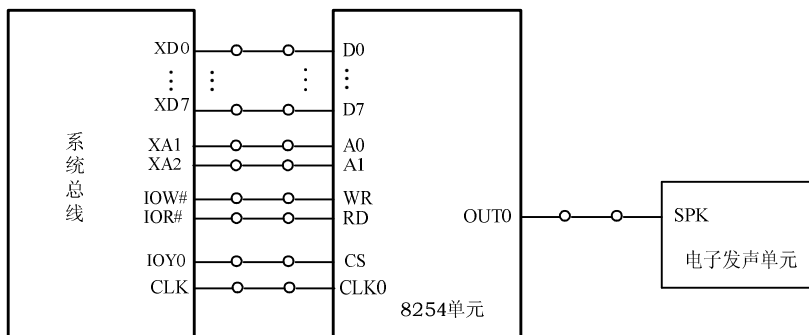 XD0
XD7
XA1
XA2
IOW#
IOR#
IOY0
CLK
系统总线
D0
D7
A0
A1
WR
RD
CS
CLK0
OUT0
8254单元
SPK
电子发声单元